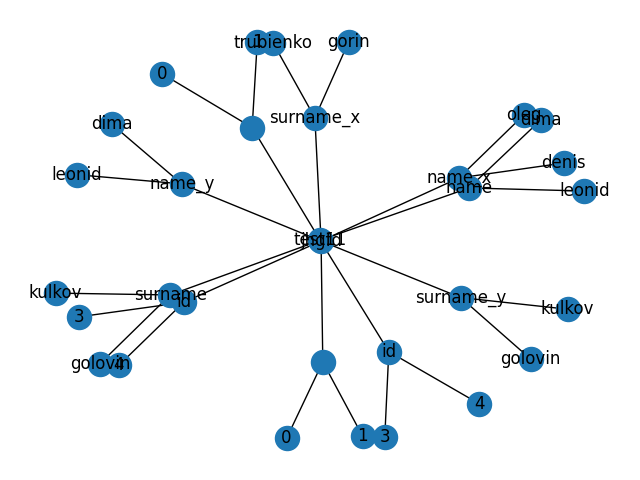 1
trubienko
gorin
0
surname_x
oleg
dima
dima
denis
leonid
name_x
name
leonid
name_y
kulkov
surname
id
3
golovin
4
surname_y
kulkov
golovin
id
4
0
1
3